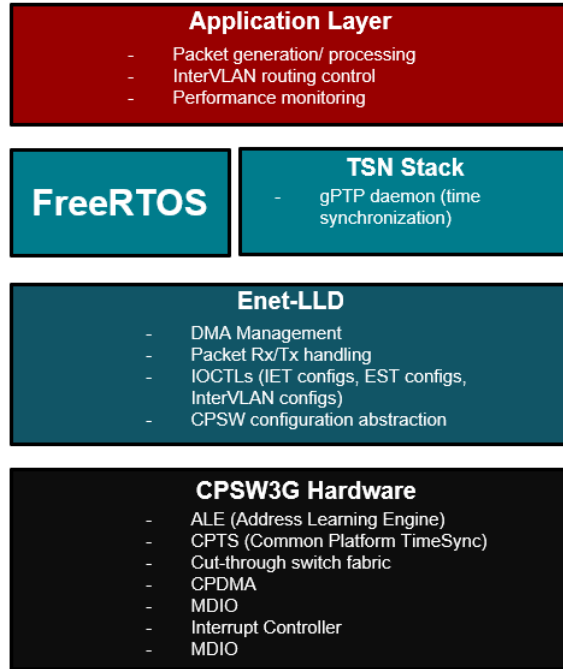 Application Layer
- Packet generation/ processing
- InterVLAN routing control
- Performance monitoring
FreeRTOS
TSN Stack
- gPTP daemon (time
synchronization)
Enet-LLD
- DMA Management
- Packet Rx/Tx handling
- IOCTLs (IET configs, EST configs,
InterVLAN configs)
- CPSW configuration abstraction
CPSW3G Hardware
- ALE (Address Learning Engine)
- CPTS (Common Platform TimeSync)
- Cut-through switch fabric
- CPDMA
- MDIO
- Interrupt Controller
- MDIO